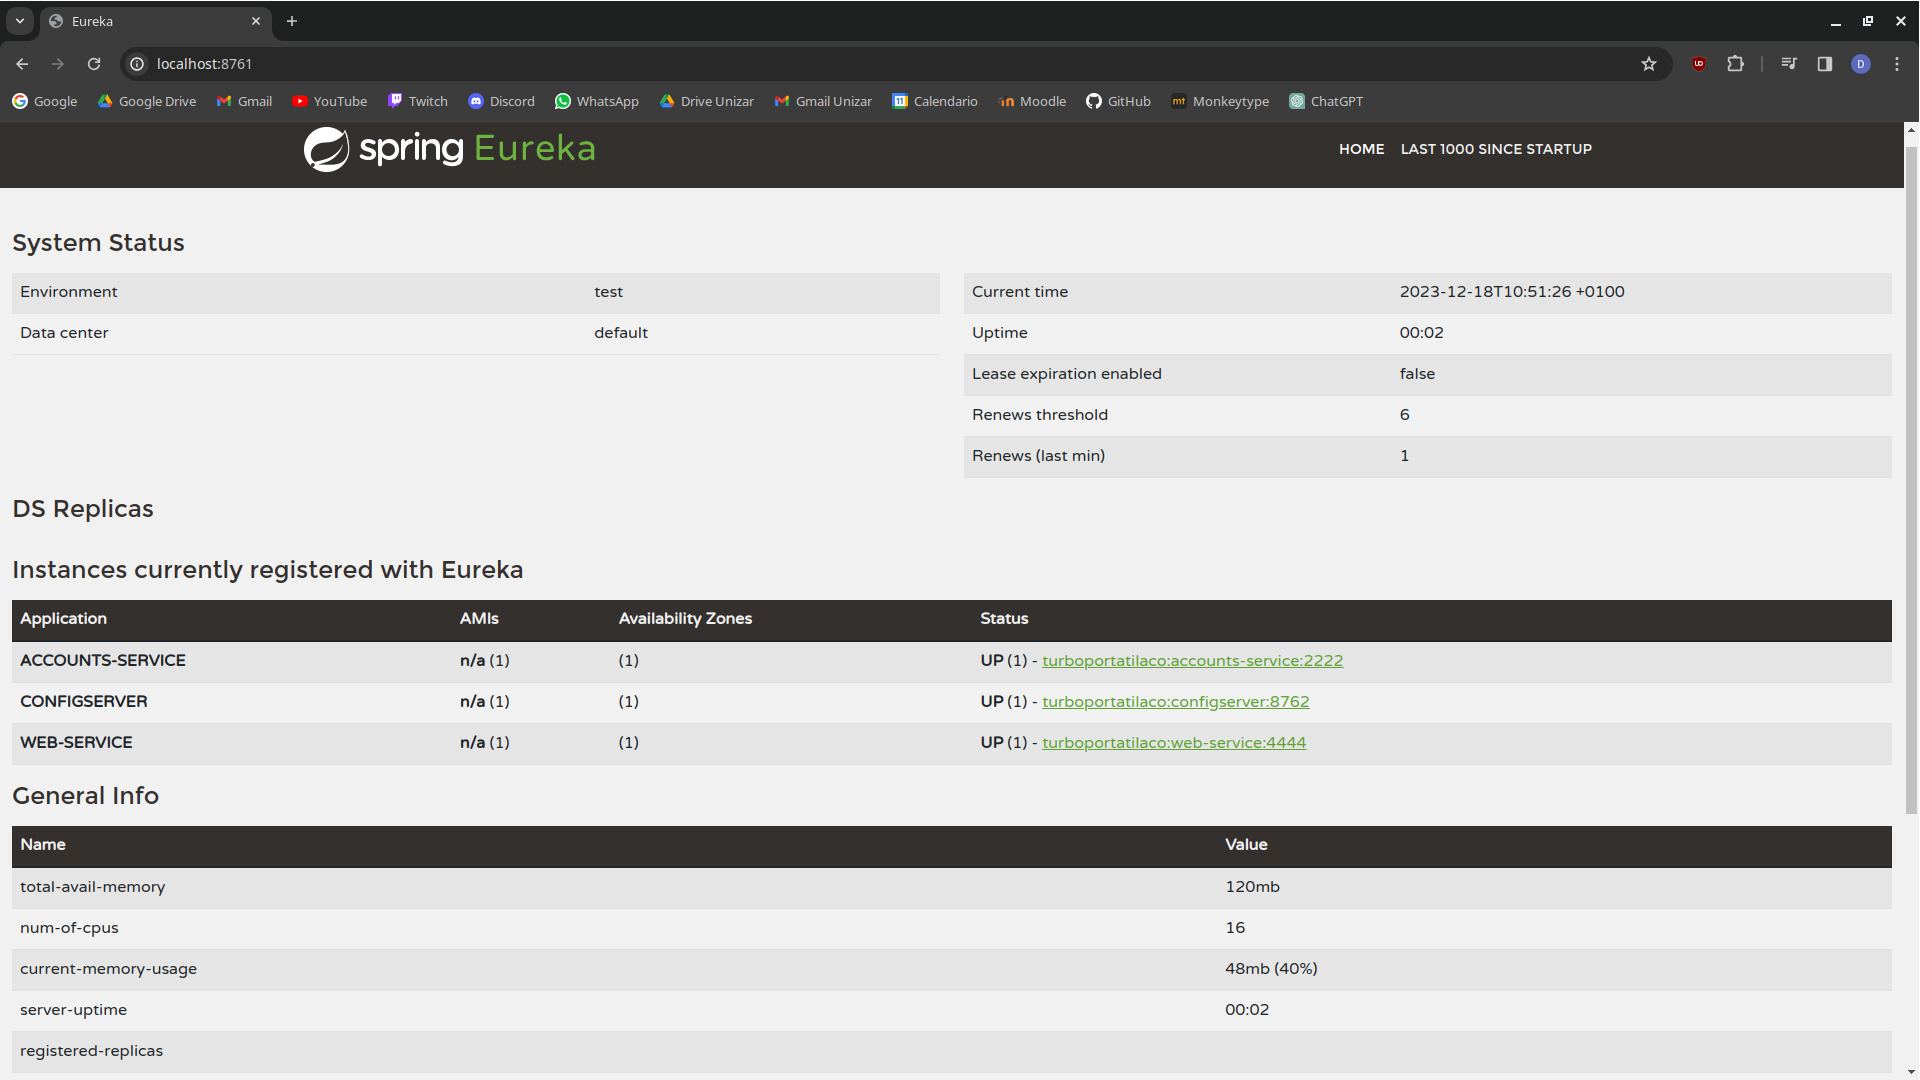 Eureka
localhost:8761
Google Google Drive Gmail YouTube Twitch Discord WhatsApp Drive Unizar Gmail Unizar Calendario Moodle GitHub Monkeytype ChatGPT
spring Eureka HOME LAST 1000 SINCE STARTUP
System Status
Environment test
Data center default
Current time 2023-12-18T10:51:26 +0100
Uptime 00:02
Lease expiration enabled false
Renews threshold 6
Renews (last min) 1
DS Replicas
Instances currently registered with Eureka
Application AMIs Availability Zones Status
ACCOUNTS-SERVICE n/a (1) (1) UP (1) - turboportatilaco:accounts-service:2222
CONFIGSERVER n/a (1) (1) UP (1) - turboportatilaco:configserver:8762
WEB-SERVICE n/a (1) (1) UP (1) - turboportatilaco:web-service:4444
General Info
Name Value
total-avail-memory 120mb
num-of-cpus 16
current-memory-usage 48mb (40%)
server-uptime 00:02
registered-replicas